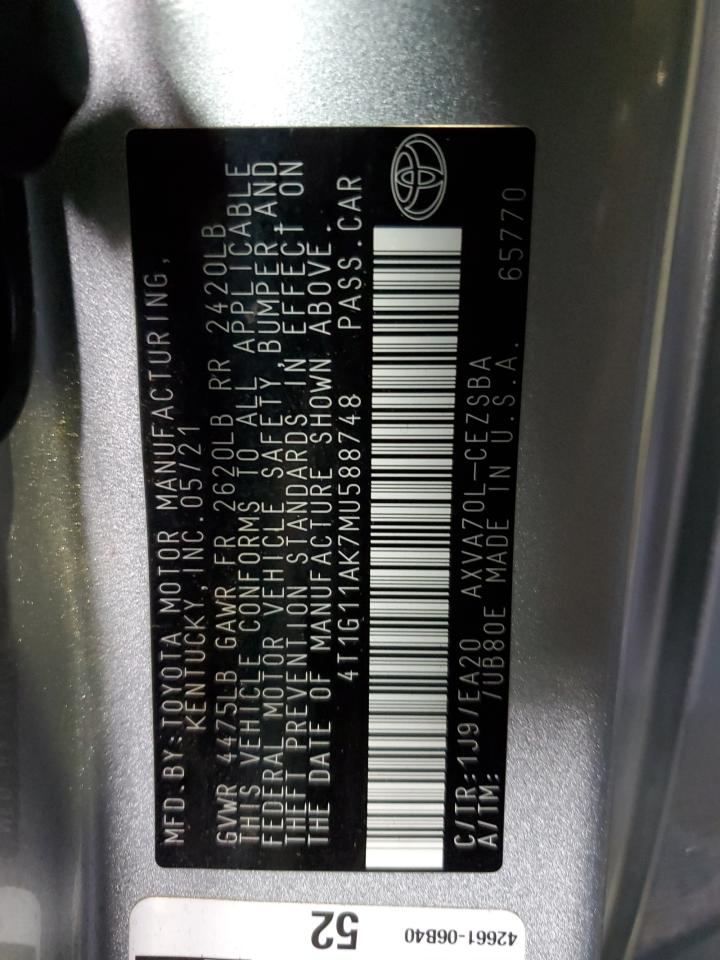 MFD.BY:TOYOTA MOTOR MANUFACTURING,
KENTUCKY, INC.05/21
GVWR 4475LB GAWR FR 2620LB RR 2420LB
THIS VEHICLE CONFORMS TO ALL APPLICABLE
FEDERAL MOTOR VEHICLE SAFETY, BUMPER,AND
THEFT PREVENTION STANDARDS IN EFFECT ON
THE DATE OF MANUFACTURE SHOWN ABOVE.
4T1G11AK7MU588748 PASS.CAR
C/TR:1J9/EA20 AXVA70L-CEZSBA
A/TM: /UB80E MADE IN U.S.A. 65770
52
42661-06B40